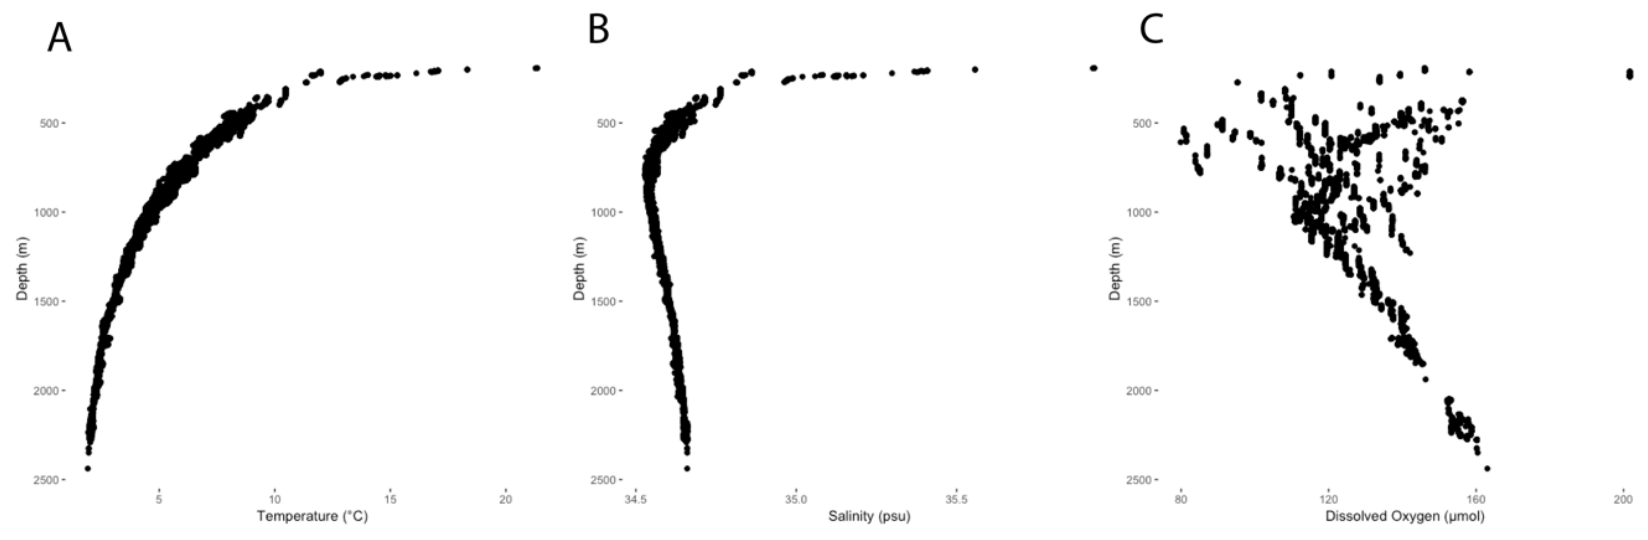 A
500
1000
1500
2000
2500
Depth (m)
5
10
15
20
Temperature (°C)
B
500
1000
1500
2000
2500
Depth (m)
34.5
35.0
35.5
Salinity (psu)
C
500
1000
1500
2000
2500
Depth (m)
80
120
160
200
Dissolved Oxygen (µmol)